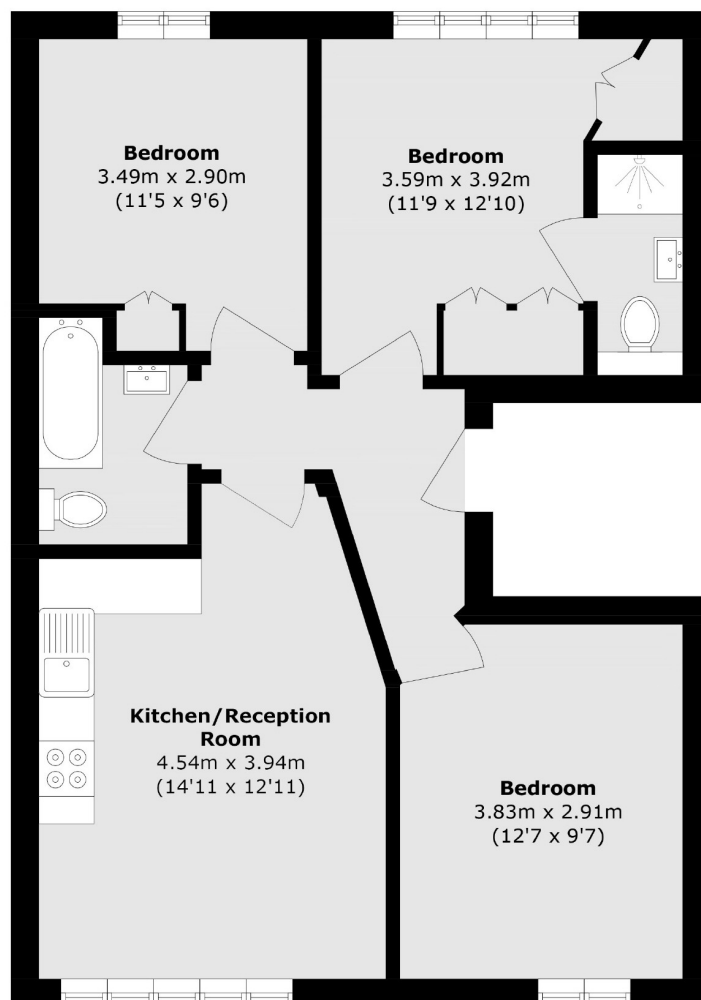 Bedroom
3.49m x 2.90m
(11'5 x 9'6)
Bedroom
3.59m x 3.92m
(11'9 x 12'10)
Kitchen/Reception
Room
4.54m x 3.94m
(14'11 x 12'11)
Bedroom
3.83m x 2.91m
(12'7 x 9'7)